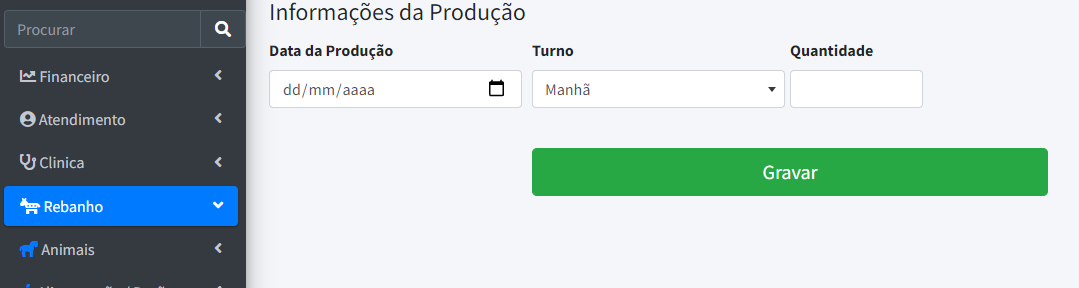 Procurar
Financeiro
Atendimento
Clinica
Rebanho
Animais
Informações da Produção
Data da Produção
dd/mm/aaaa
Turno
Manhã
Quantidade
Gravar